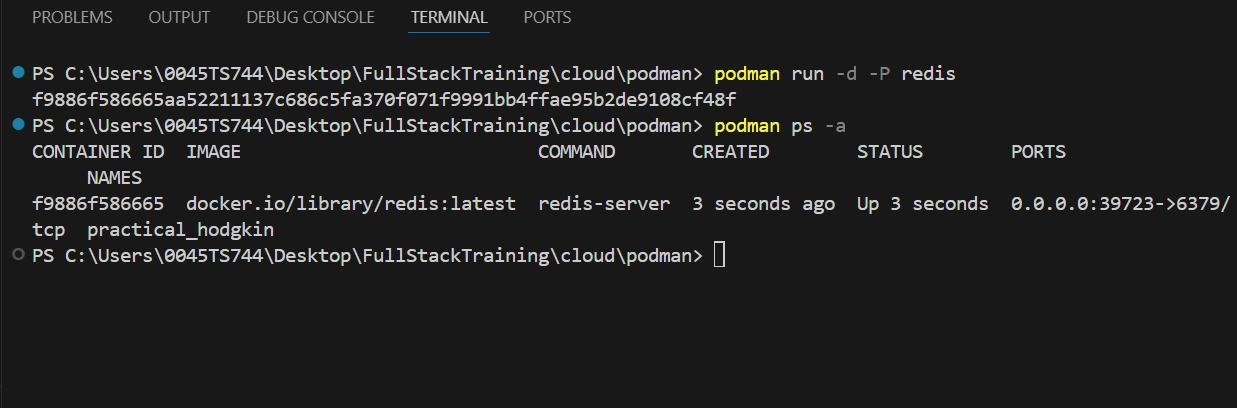 PROBLEMS OUTPUT DEBUG CONSOLE TERMINAL PORTS
PS C:\Users\0045TS744\Desktop\FullStackTraining\cloud\podman> podman run -d -P redis
f9886f586665aa52211137c686c5fa370f071f9991bb4ffae95b2de9108cf48f
PS C:\Users\0045TS744\Desktop\FullStackTraining\cloud\podman> podman ps -a
CONTAINER ID  IMAGE                           COMMAND       CREATED        STATUS        PORTS
     NAMES
f9886f586665  docker.io/library/redis:latest  redis-server  3 seconds ago  Up 3 seconds  0.0.0.0:39723->6379/
tcp  practical_hodgkin
PS C:\Users\0045TS744\Desktop\FullStackTraining\cloud\podman>